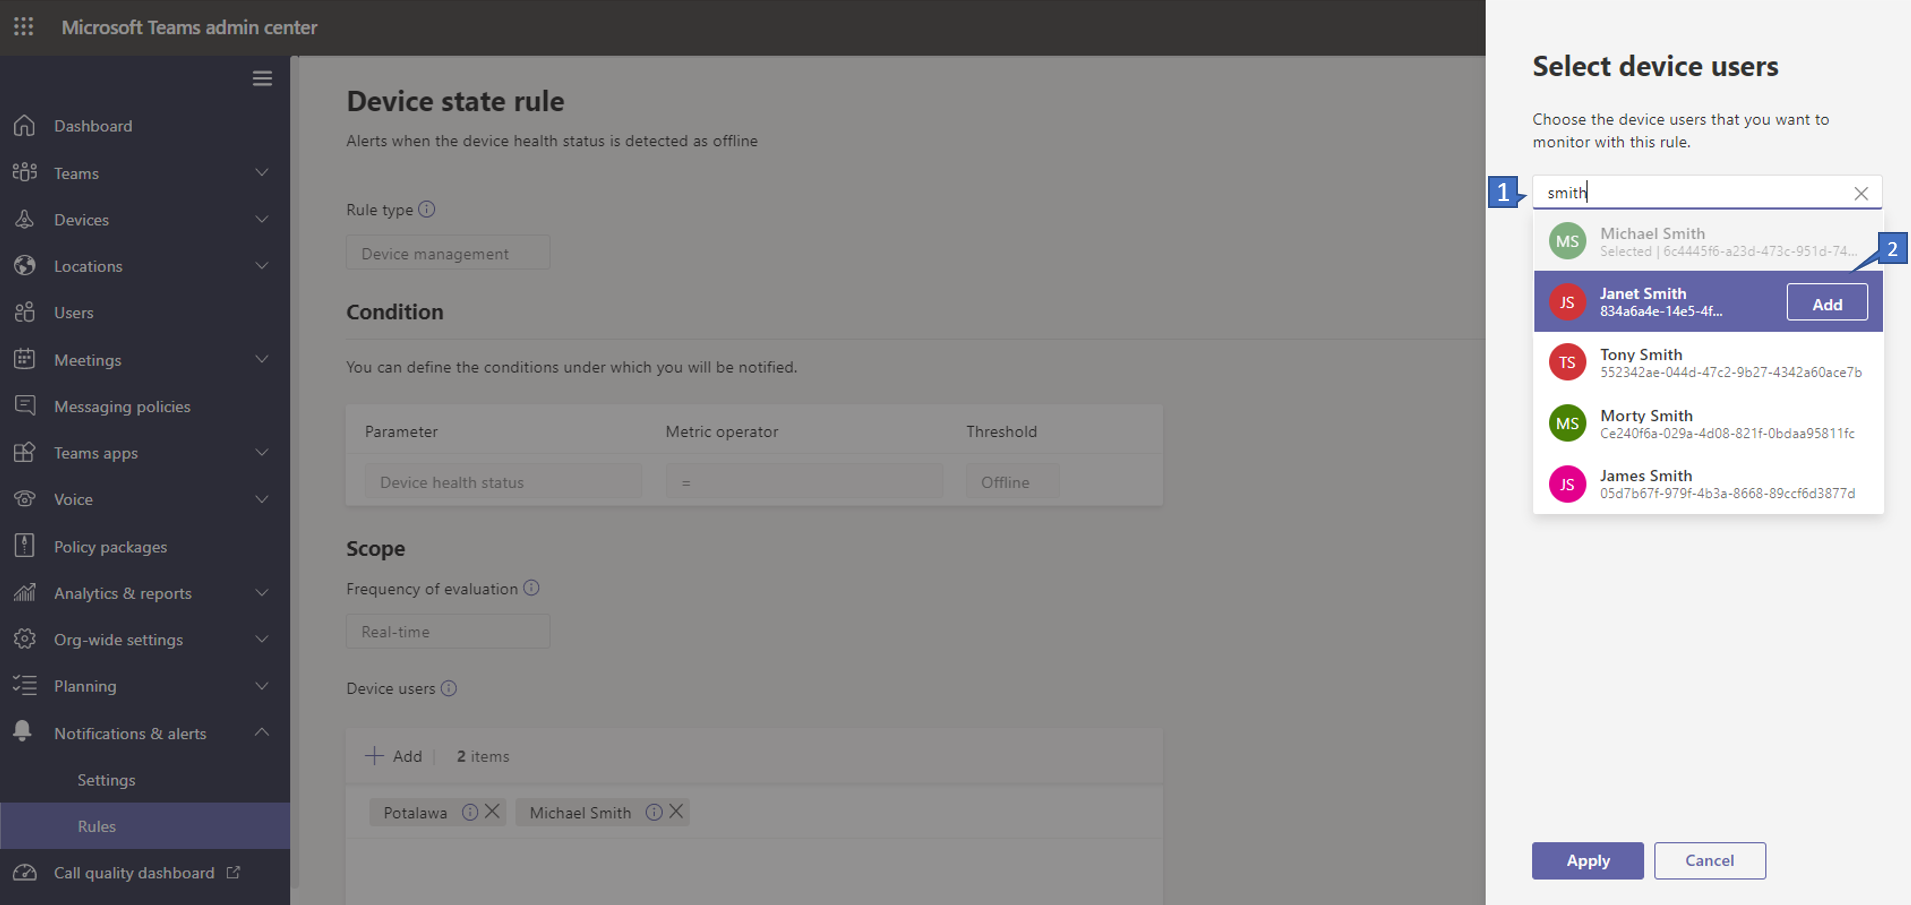 Microsoft Teams admin center
Dashboard
Teams
Devices
Locations
Users
Meetings
Messaging policies
Teams apps
Voice
Policy packages
Analytics & reports
Org-wide settings
Planning
Notifications & alerts
Settings
Rules
Call quality dashboard
Device state rule
Alerts when the device health status is detected as offline
Rule type
Device management
Condition
You can define the conditions under which you will be notified.
Parameter Metric operator Threshold
Device health status = Offline
Scope
Frequency of evaluation
Real-time
Device users
Add 2 items
Potalawa Michael Smith
Select device users
Choose the device users that you want to
monitor with this rule.
1
smith
MS Michael Smith
Selected | 6c4445f6-a23d-473c-951d-74...
2
JS Janet Smith
834a6a4e-14e5-4f...
Add
TS Tony Smith
552342ae-044d-47c2-9b27-4342a60ace7b
MS Morty Smith
Ce240f6a-029a-4d08-821f-0bdaa95811fc
JS James Smith
05d7b67f-979f-4b3a-8668-89ccf6d3877d
Apply Cancel